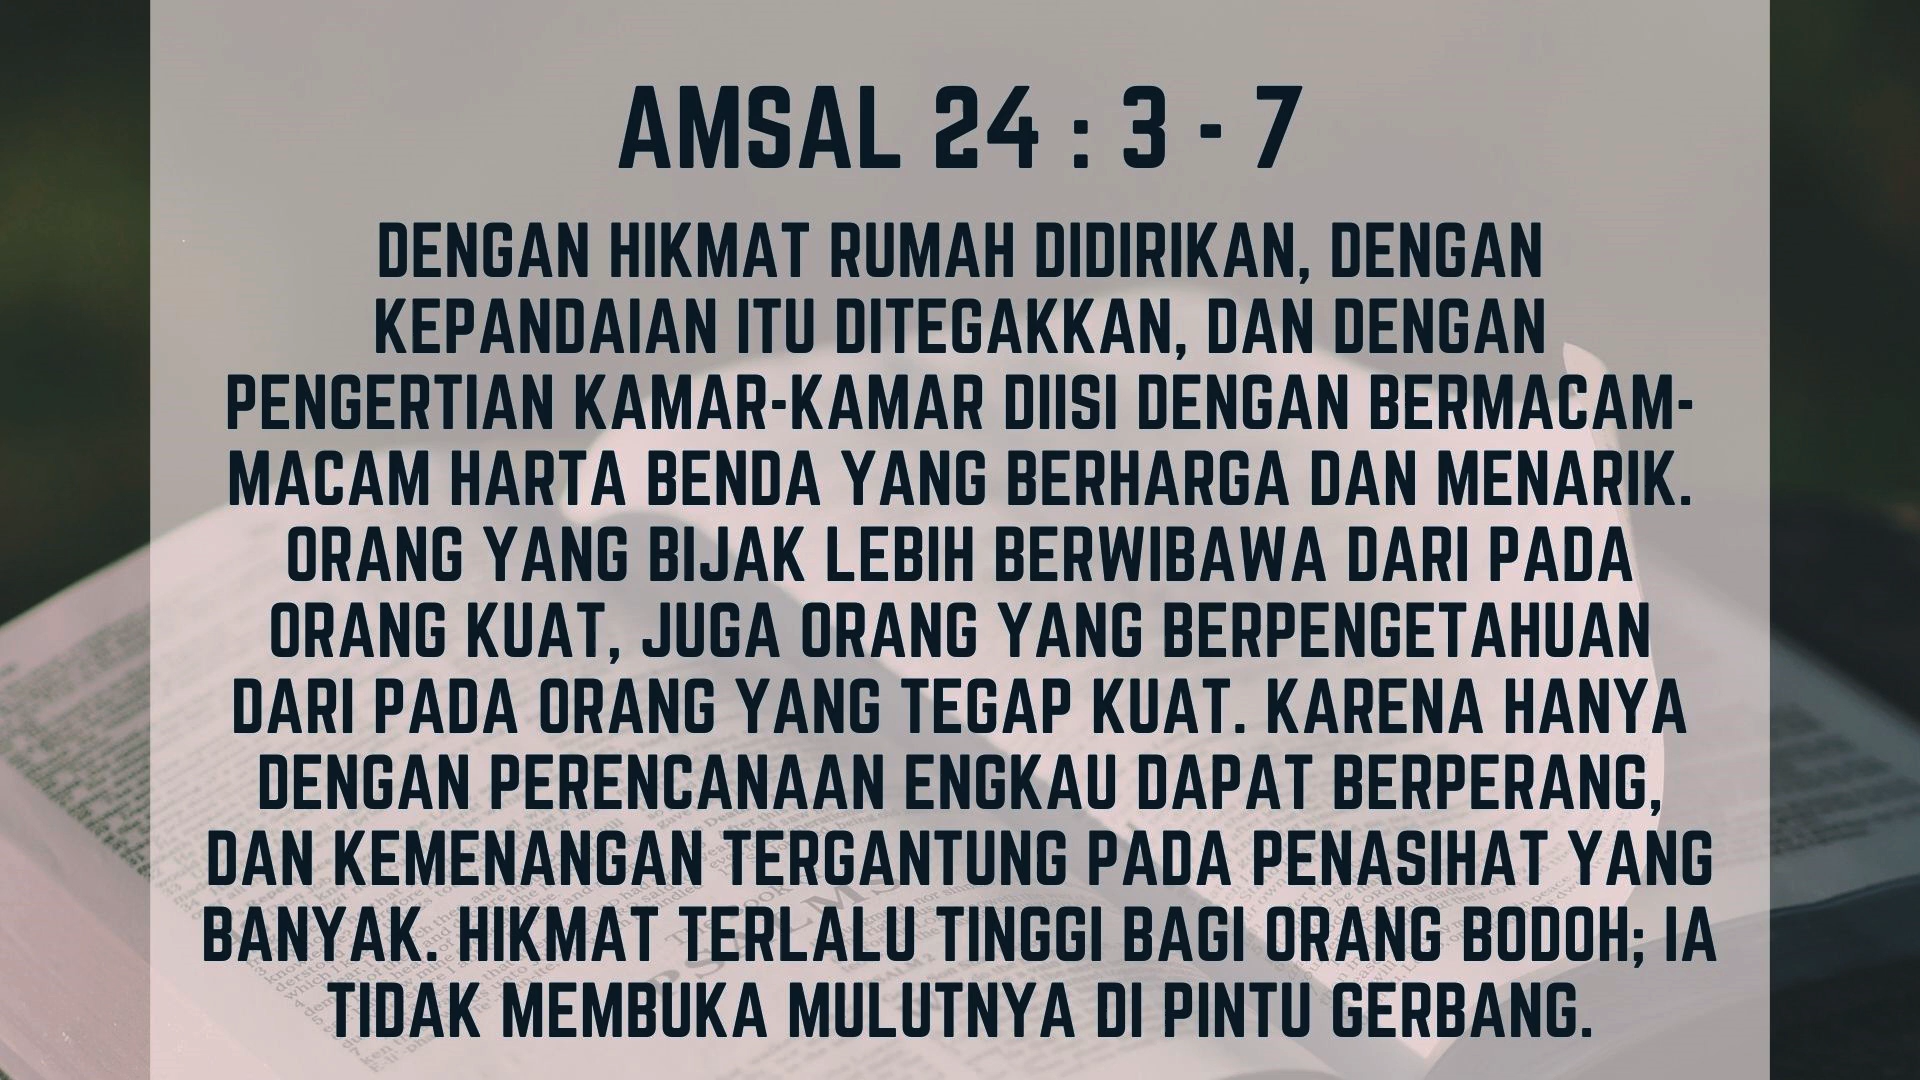 AMSAL 24 : 3 - 7
DENGAN HIKMAT RUMAH DIDIRIKAN, DENGAN
KEPANDAIAN ITU DITEGAKKAN, DAN DENGAN
PENGERTIAN KAMAR-KAMAR DIISI DENGAN BERMACAM-
MACAM HARTA BENDA YANG BERHARGA DAN MENARIK.
ORANG YANG BIJAK LEBIH BERWIBAWA DARI PADA
ORANG KUAT, JUGA ORANG YANG BERPENGETAHUAN
DARI PADA ORANG YANG TEGAP KUAT. KARENA HANYA
DENGAN PERENCANAAN ENGKAU DAPAT BERPERANG,
DAN KEMENANGAN TERGANTUNG PADA PENASIHAT YANG
BANYAK. HIKMAT TERLALU TINGGI BAGI ORANG BODOH; IA
TIDAK MEMBUKA MULUTNYA DI PINTU GERBANG.
PSALMS